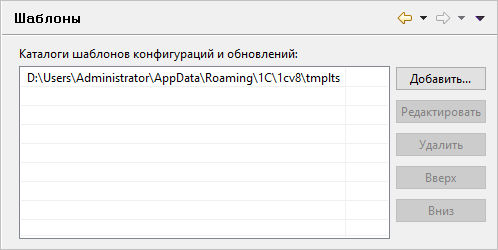 Шаблоны
Каталоги шаблонов конфигураций и обновлений:
D:\Users\Administrator\AppData\Roaming\1C\1cv8\tmplts
Добавить...
Редактировать
Удалить
Вверх
Вниз